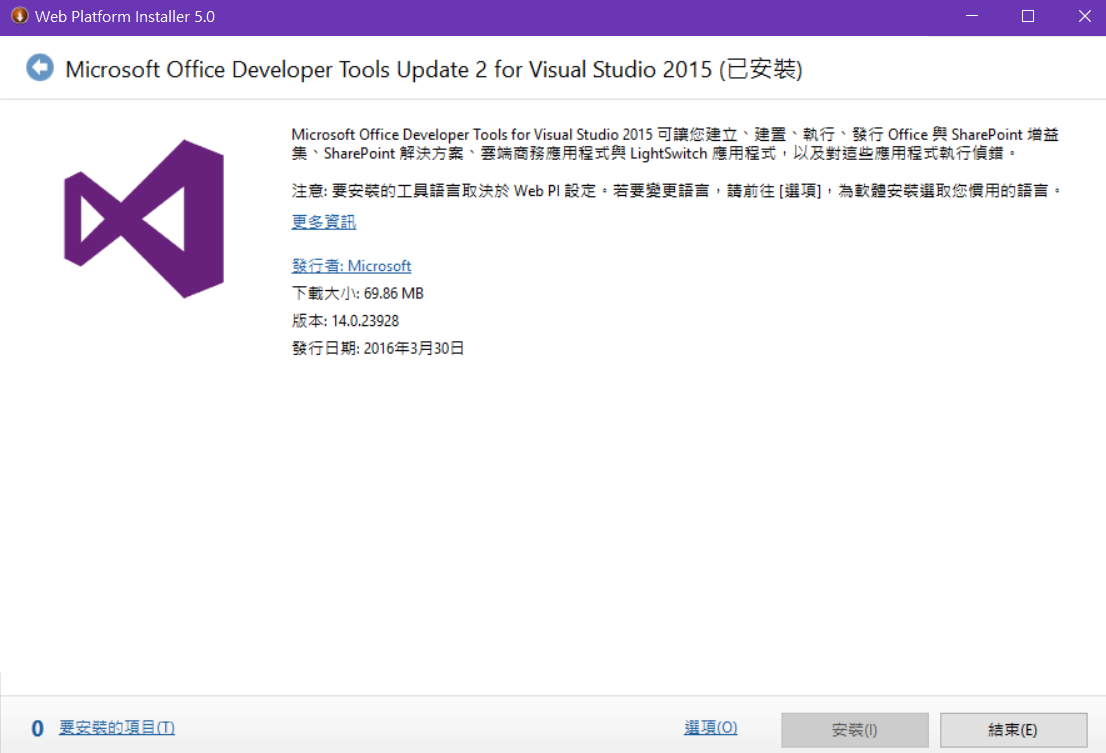 Web Platform Installer 5.0
Microsoft Office Developer Tools Update 2 for Visual Studio 2015 (已安裝)
Microsoft Office Developer Tools for Visual Studio 2015 可讓您建立、建置、執行、發行 Office 與 SharePoint 增益
集、SharePoint 解決方案、雲端商務應用程式與 LightSwitch 應用程式，以及對這些應用程式執行偵錯。
注意: 要安裝的工具語言取決於 Web PI 設定。若要變更語言，請前往 [選項]，為軟體安裝選取您慣用的語言。
更多資訊
發行者: Microsoft
下載大小: 69.86 MB
版本: 14.0.23928
發行日期: 2016年3月30日
0 要安裝的項目(T) 選項(O) 安裝(I) 結束(E)